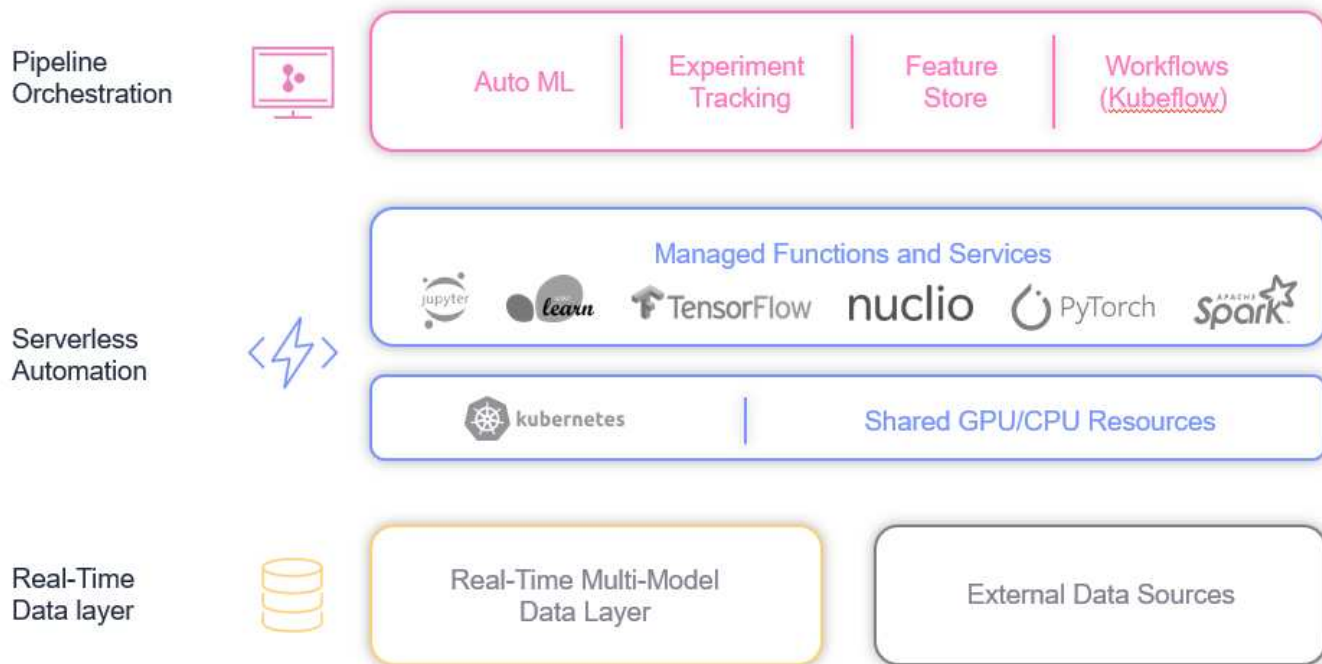 Pipeline
Orchestration
Auto ML
Experiment
Tracking
Feature
Store
Workflows
(Kubeflow)
Serverless
Automation
Managed Functions and Services
jupyter
learn
TensorFlow
nuclio
PyTorch
APACHE
Spark
kubernetes
Shared GPU/CPU Resources
Real-Time
Data layer
Real-Time Multi-Model
Data Layer
External Data Sources